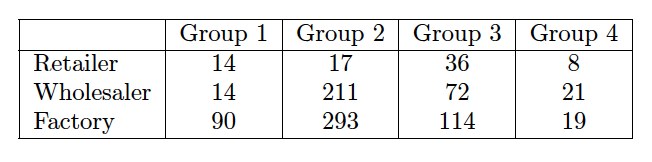 Group 1 Group 2 Group 3 Group 4
Retailer 14 17 36 8
Wholesaler 14 211 72 21
Factory 90 293 114 19